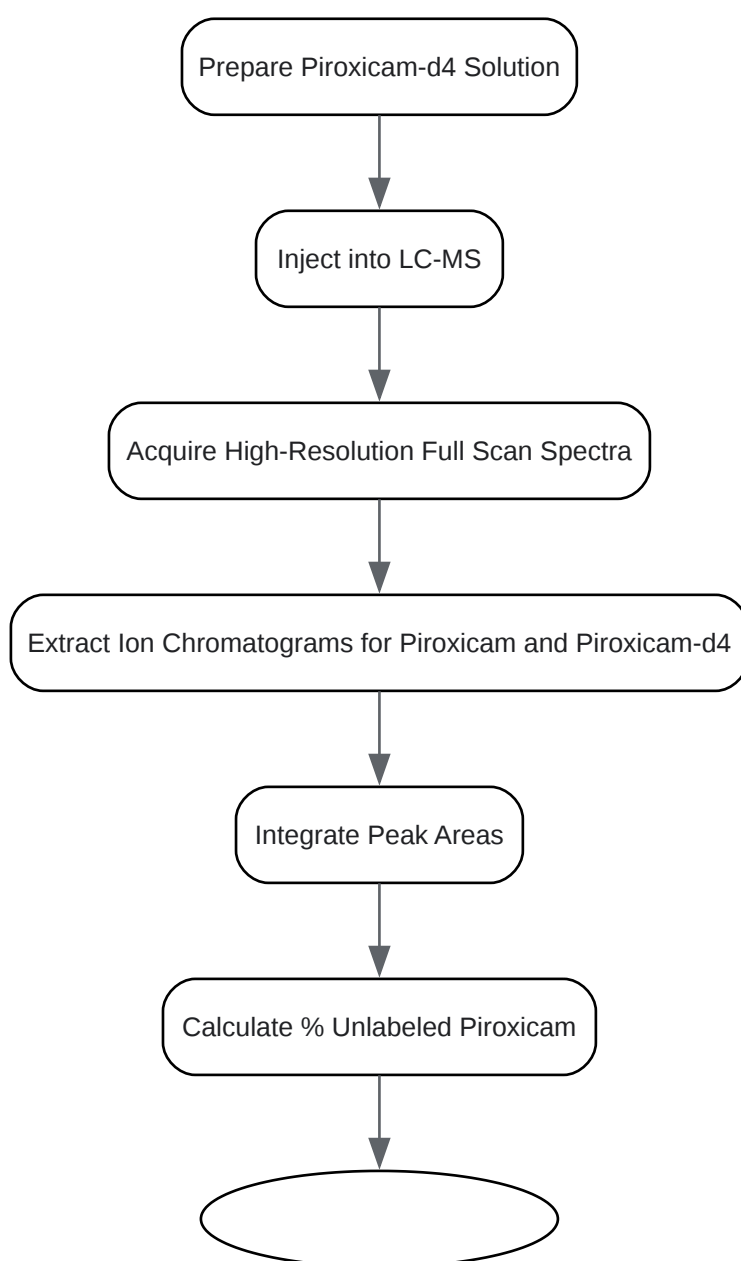 Prepare Piroxicam-d4 Solution
Inject into LC-MS
Acquire High-Resolution Full Scan Spectra
Extract Ion Chromatograms for Piroxicam and Piroxicam-d4
Integrate Peak Areas
Calculate % Unlabeled Piroxicam